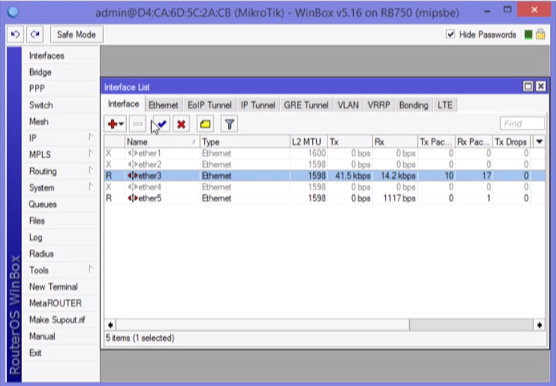 admin@D4:CA:6D:5C:2A:CB (MikroTik) - WinBox v5.16 on RB750 (mipsbe)
Safe Mode
Hide Passwords
Interfaces
Bridge
PPP
Switch
Mesh
IP
MPLS
Routing
System
Queues
Files
Log
Radius
Tools
New Terminal
MetaROUTER
Make Supout.rif
Manual
Exit
RouterOS WinBox
Interface List
Interface Ethernet EoIP Tunnel IP Tunnel GRE Tunnel VLAN VRRP Bonding LTE
Find
Name / Type L2 MTU Tx Rx Tx Pac... Rx Pac... Tx Drops
X ether1 Ethernet 1600 0 bps 0 bps 0 0 0
X ether2 Ethernet 1598 0 bps 0 bps 0 0 0
R ether3 Ethernet 1598 41.5 kbps 14.2 kbps 10 17 0
X ether4 Ethernet 1598 0 bps 0 bps 0 0 0
R ether5 Ethernet 1598 0 bps 1117 bps 0 1 0
5 items (1 selected)